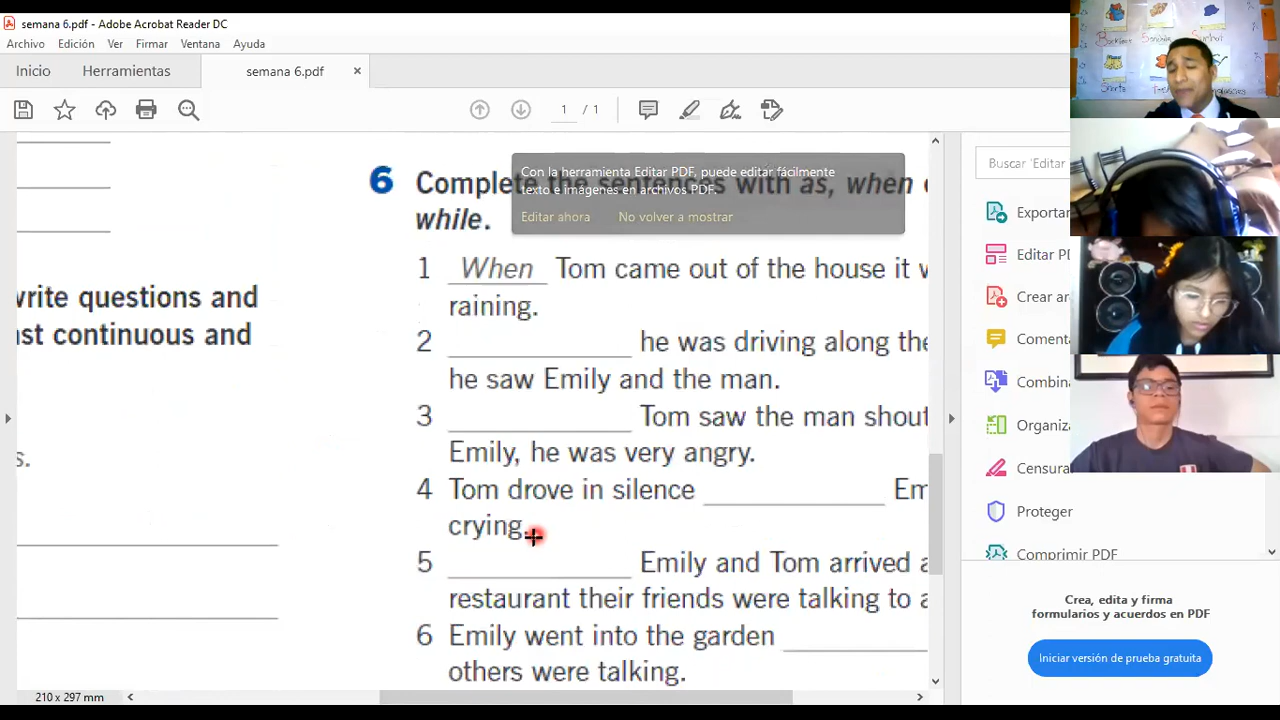 semana 6.pdf - Adobe Acrobat Reader DC
Archivo Edición Ver Firmar Ventana Ayuda
Inicio Herramientas semana 6.pdf ×
1 / 1
Buscar 'Editar
Con la herramienta Editar PDF, puede editar fácilmente
texto e imágenes en archivos PDF.
Editar ahora No volver a mostrar
write questions and
continuous and
s.
6 Complete sentences with as, when
while.
1 When Tom came out of the house it
raining.
2 he was driving along the
he saw Emily and the man.
3 Tom saw the man
Emily, he was very angry.
4 Tom drove in silence
crying.
5 Emily and Tom arrived
restaurant their friends were talking to
6 Emily went into the garden
others were talking.
Exportar
Editar
Crear
Comenta
Combina
Organiza
Censura
Proteger
Comprimir PDF
Crea, edita y firma
formularios y acuerdos en PDF
Iniciar versión de prueba gratuita
210 x 297 mm